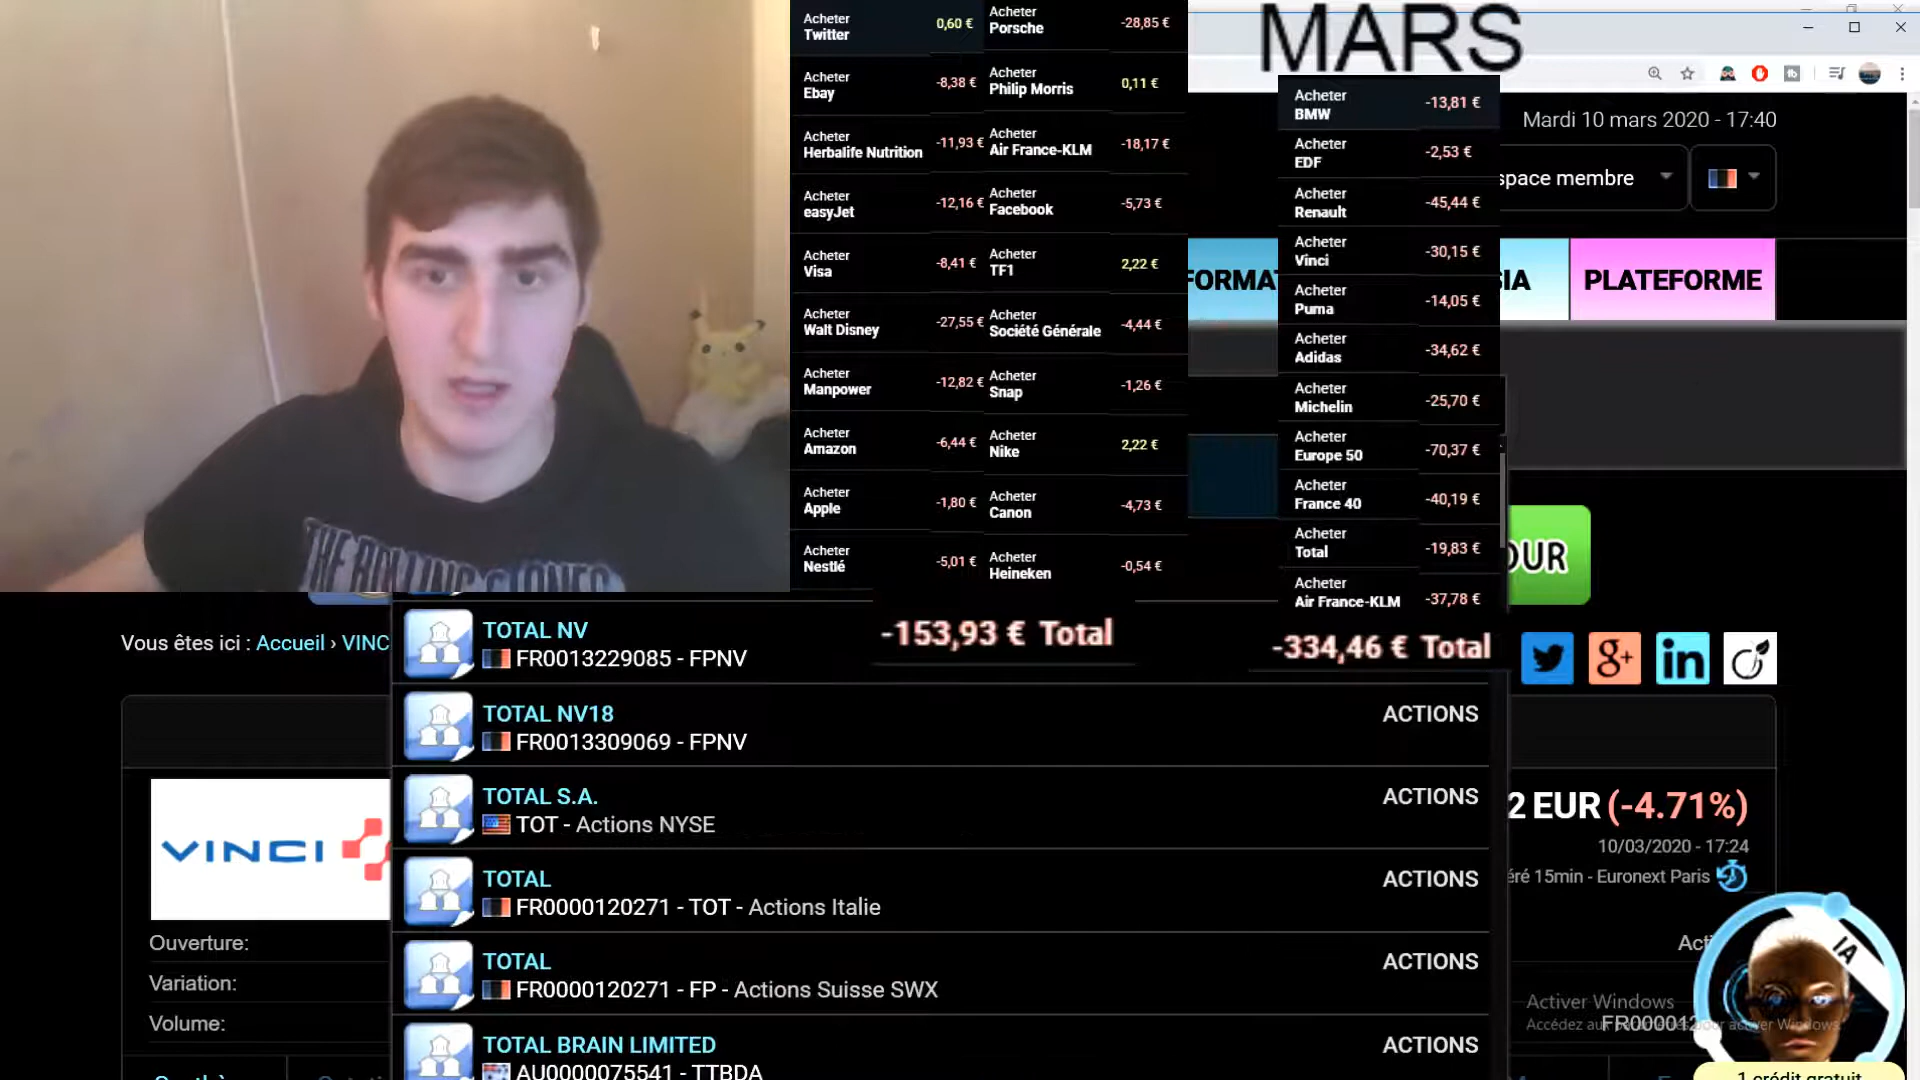 Acheter
Twitter
0,60 €
Acheter
Ebay
-8,38 €
Acheter
Herbalife Nutrition
-11,93 €
Acheter
easyJet
-12,16 €
Acheter
Visa
-8,41 €
Acheter
Walt Disney
-27,55 €
Acheter
Manpower
-12,82 €
Acheter
Amazon
-6,44 €
Acheter
Apple
-1,80 €
Acheter
Nestlé
-5,01 €
Acheter
Porsche
-28,85 €
Acheter
Philip Morris
0,11 €
Acheter
Air France-KLM
-18,17 €
Acheter
Facebook
-5,73 €
Acheter
TF1
2,22 €
Acheter
Société Générale
-4,44 €
Acheter
Snap
-1,26 €
Acheter
Nike
2,22 €
Acheter
Canon
-4,73 €
Acheter
Heineken
-0,54 €
-153,93 € Total
MARS
Acheter
BMW
-13,81 €
Acheter
EDF
-2,53 €
Acheter
Renault
-45,44 €
Acheter
Vinci
-30,15 €
Acheter
Puma
-14,05 €
Acheter
Adidas
-34,62 €
Acheter
Michelin
-25,70 €
Acheter
Europe 50
-70,37 €
Acheter
France 40
-40,19 €
Acheter
Total
-19,83 €
Acheter
Air France-KLM
-37,78 €
-334,46 € Total
Mardi 10 mars 2020 - 17:40
space membre
FORMA
IA
PLATEFORME
OUR
THE ROLLING STONES
Vous êtes ici : Accueil › VINC
TOTAL NV
FR0013229085 - FPNV
TOTAL NV18
FR0013309069 - FPNV
ACTIONS
TOTAL S.A.
TOT - Actions NYSE
ACTIONS
TOTAL
FR0000120271 - TOT - Actions Italie
ACTIONS
TOTAL
FR0000120271 - FP - Actions Suisse SWX
ACTIONS
TOTAL BRAIN LIMITED
AU0000075541 - TTBDA
ACTIONS
VINCI
Ouverture:
Variation:
Volume:
in
g+
2 EUR (-4.71%)
10/03/2020 - 17:24
éré 15min - Euronext Paris
Acti
IA
Activer Windows
FR000012
1 crédit gratuit